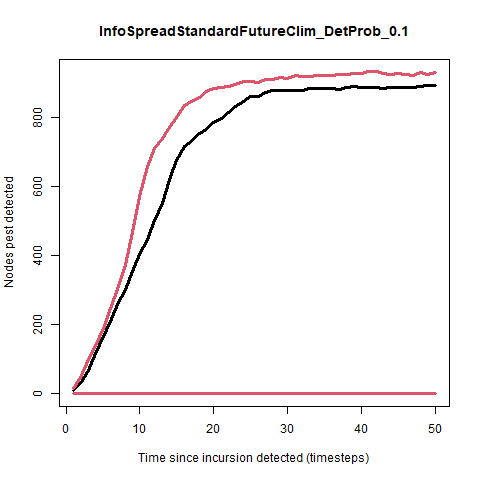 InfoSpreadStandardFutureClim_DetProb_0.1
Nodes pest detected
800
600
400
200
0
0 10 20 30 40 50
Time since incursion detected (timesteps)